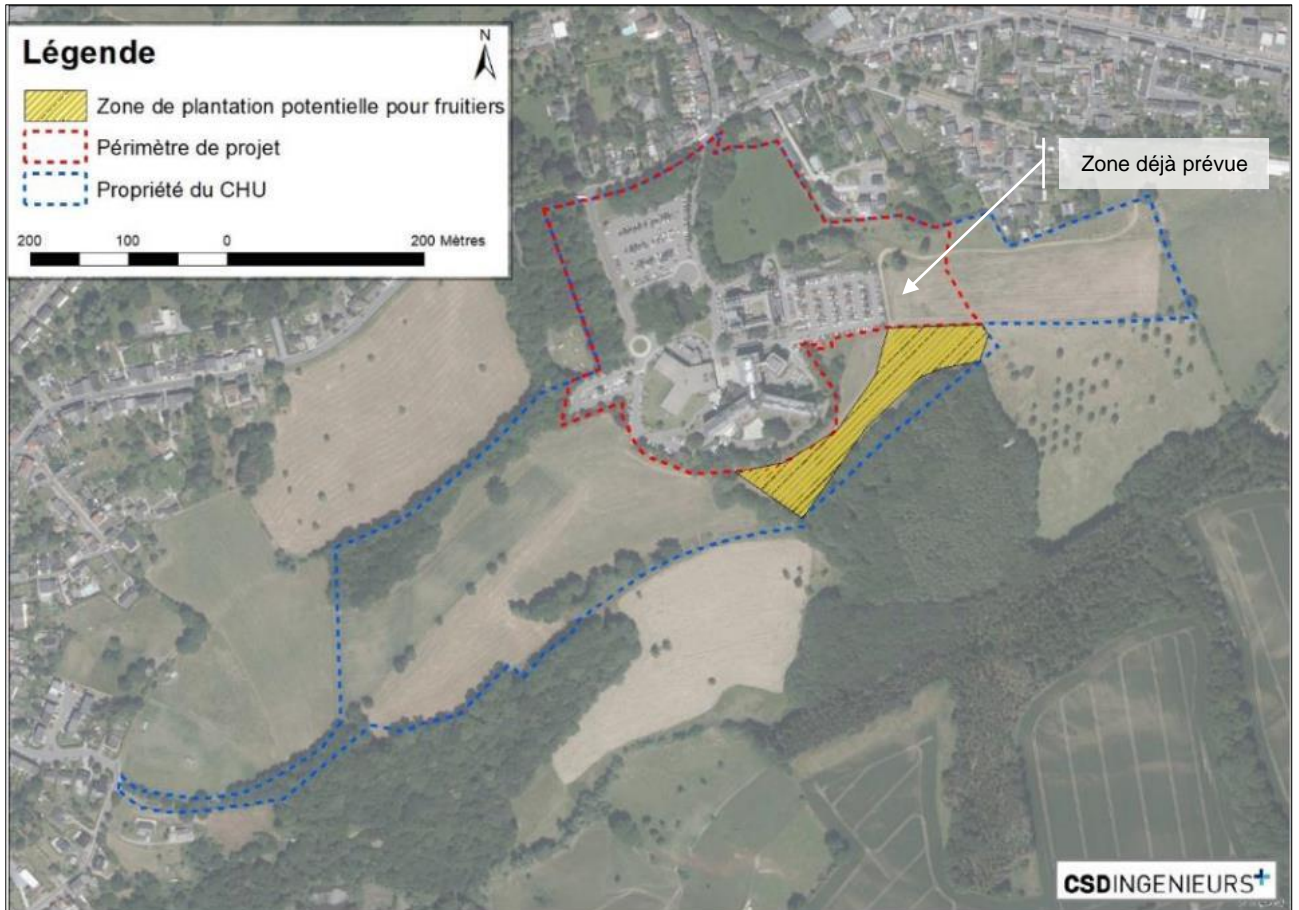 Légende
N
Zone de plantation potentielle pour fruitiers
Périmètre de projet
Propriété du CHU
200 100 0 200 Mètres
Zone déjà prévue
CSDINGENIEURS+